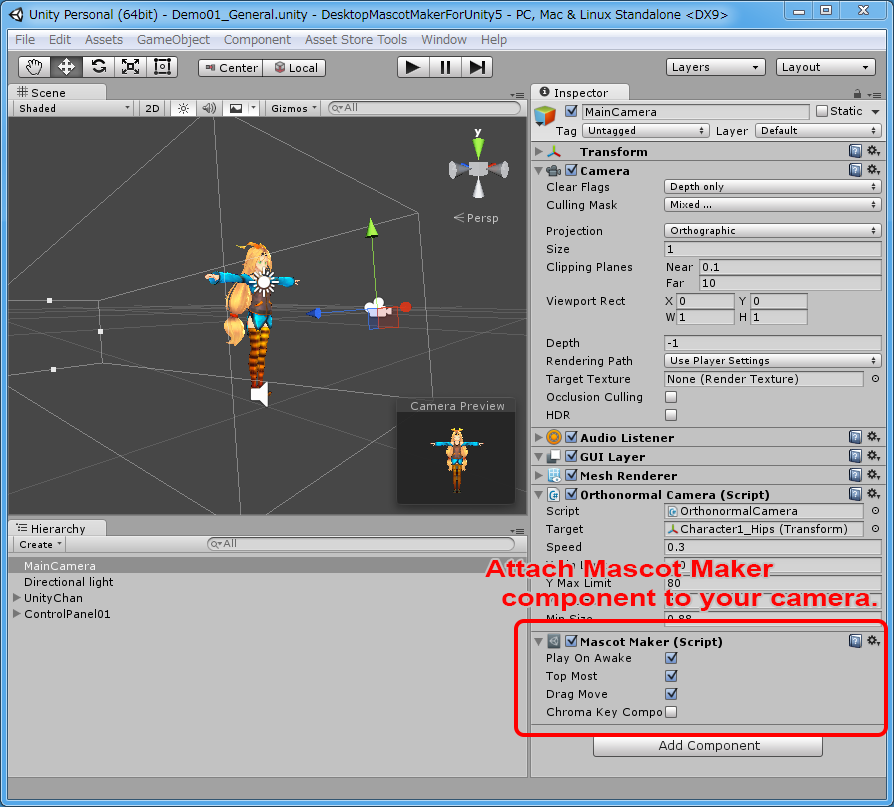 Unity Personal (64bit) - Demo01_General.unity - DesktopMascotMakerForUnity5 - PC, Mac & Linux Standalone <DX9>
File Edit Assets GameObject Component Asset Store Tools Window Help
Center Local Layers Layout
Scene
Shaded 2D Gizmos All
y
Persp
Camera Preview
Hierarchy
Create All
MainCamera
Directional light
UnityChan
ControlPanel01
Inspector
MainCamera Static
Tag Untagged Layer Default
Transform
Camera
Clear Flags Depth only
Culling Mask Mixed ...
Projection Orthographic
Size 1
Clipping Planes Near 0.1
Far 10
Viewport Rect X 0 Y 0
W 1 H 1
Depth -1
Rendering Path Use Player Settings
Target Texture None (Render Texture)
Occlusion Culling
HDR
Audio Listener
GUI Layer
Mesh Renderer
Orthonormal Camera (Script)
Script OrthonormalCamera
Target Character1_Hips (Transform)
Speed 0.3
Attach Mascot Maker
Y Max Limit 80
component to your camera.
Min Size 0.88
Mascot Maker (Script)
Play On Awake
Top Most
Drag Move
Chroma Key Compo
Add Component